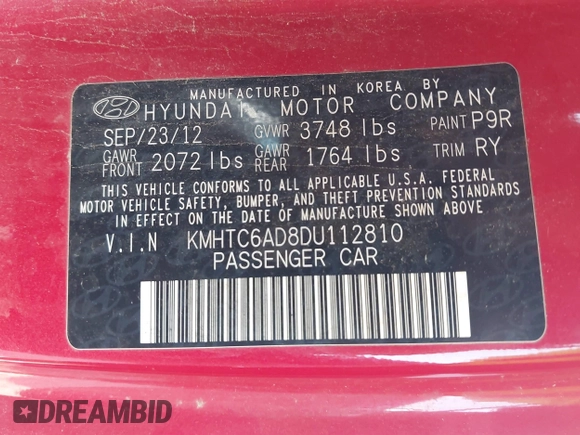 MANUFACTURED IN KOREA BY
HYUNDAI MOTOR COMPANY
SEP/23/12 GVWR 3748 lbs PAINT P9R
GAWR FRONT 2072 lbs GAWR REAR 1764 lbs TRIM RY
THIS VEHICLE CONFORMS TO ALL APPLICABLE U.S.A. FEDERAL
MOTOR VEHICLE SAFETY, BUMPER, AND THEFT PREVENTION STANDARDS
IN EFFECT ON THE DATE OF MANUFACTURE SHOWN ABOVE.
V.I.N KMHTC6AD8DU112810
PASSENGER CAR
DREAMBID